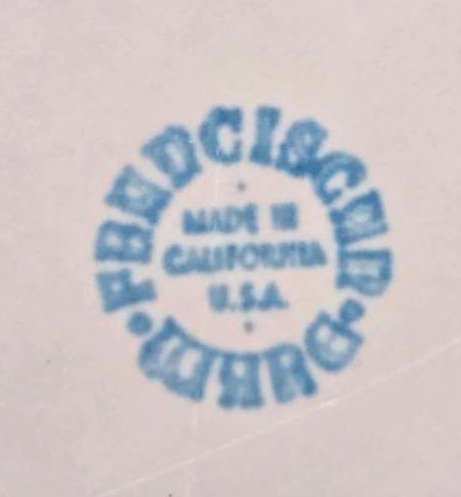 FRANCISCAN
MADE IN
CALIFORNIA
U.S.A.
WARE